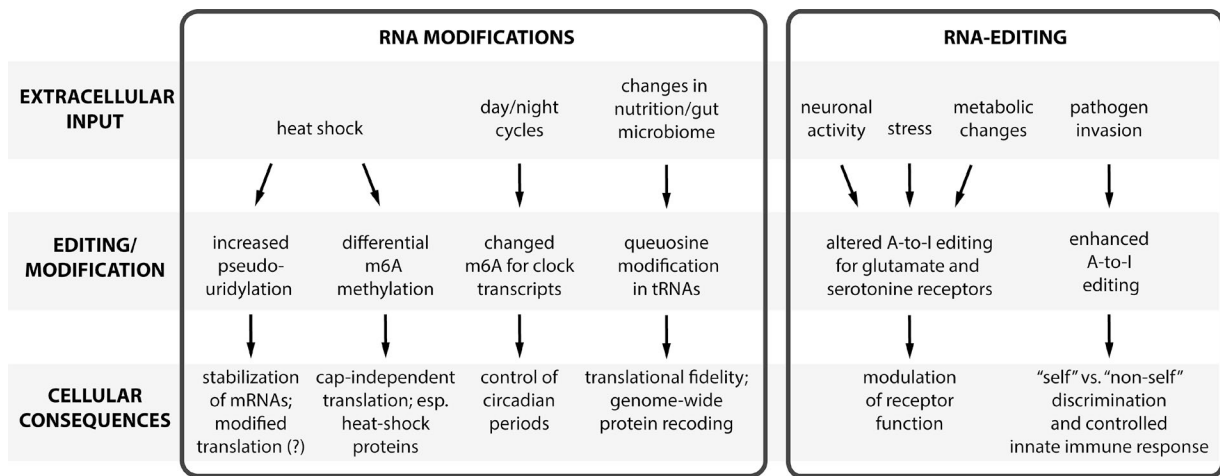 RNA MODIFICATIONS
RNA-EDITING
EXTRACELLULAR
INPUT
heat shock
day/night
cycles
changes in
nutrition/gut
microbiome
neuronal
activity
stress
metabolic
changes
pathogen
invasion
EDITING/
MODIFICATION
increased
pseudo-
uridylation
differential
m6A
methylation
changed
m6A for clock
transcripts
queuosine
modification
in tRNAs
altered A-to-I editing
for glutamate and
serotonine receptors
enhanced
A-to-I
editing
CELLULAR
CONSEQUENCES
stabilization
of mRNAs;
modified
translation (?)
cap-independent
translation; esp.
heat-shock
proteins
control of
circadian
periods
translational fidelity;
genome-wide
protein recoding
modulation
of receptor
function
“self” vs. “non-self”
discrimination
and controlled
innate immune response